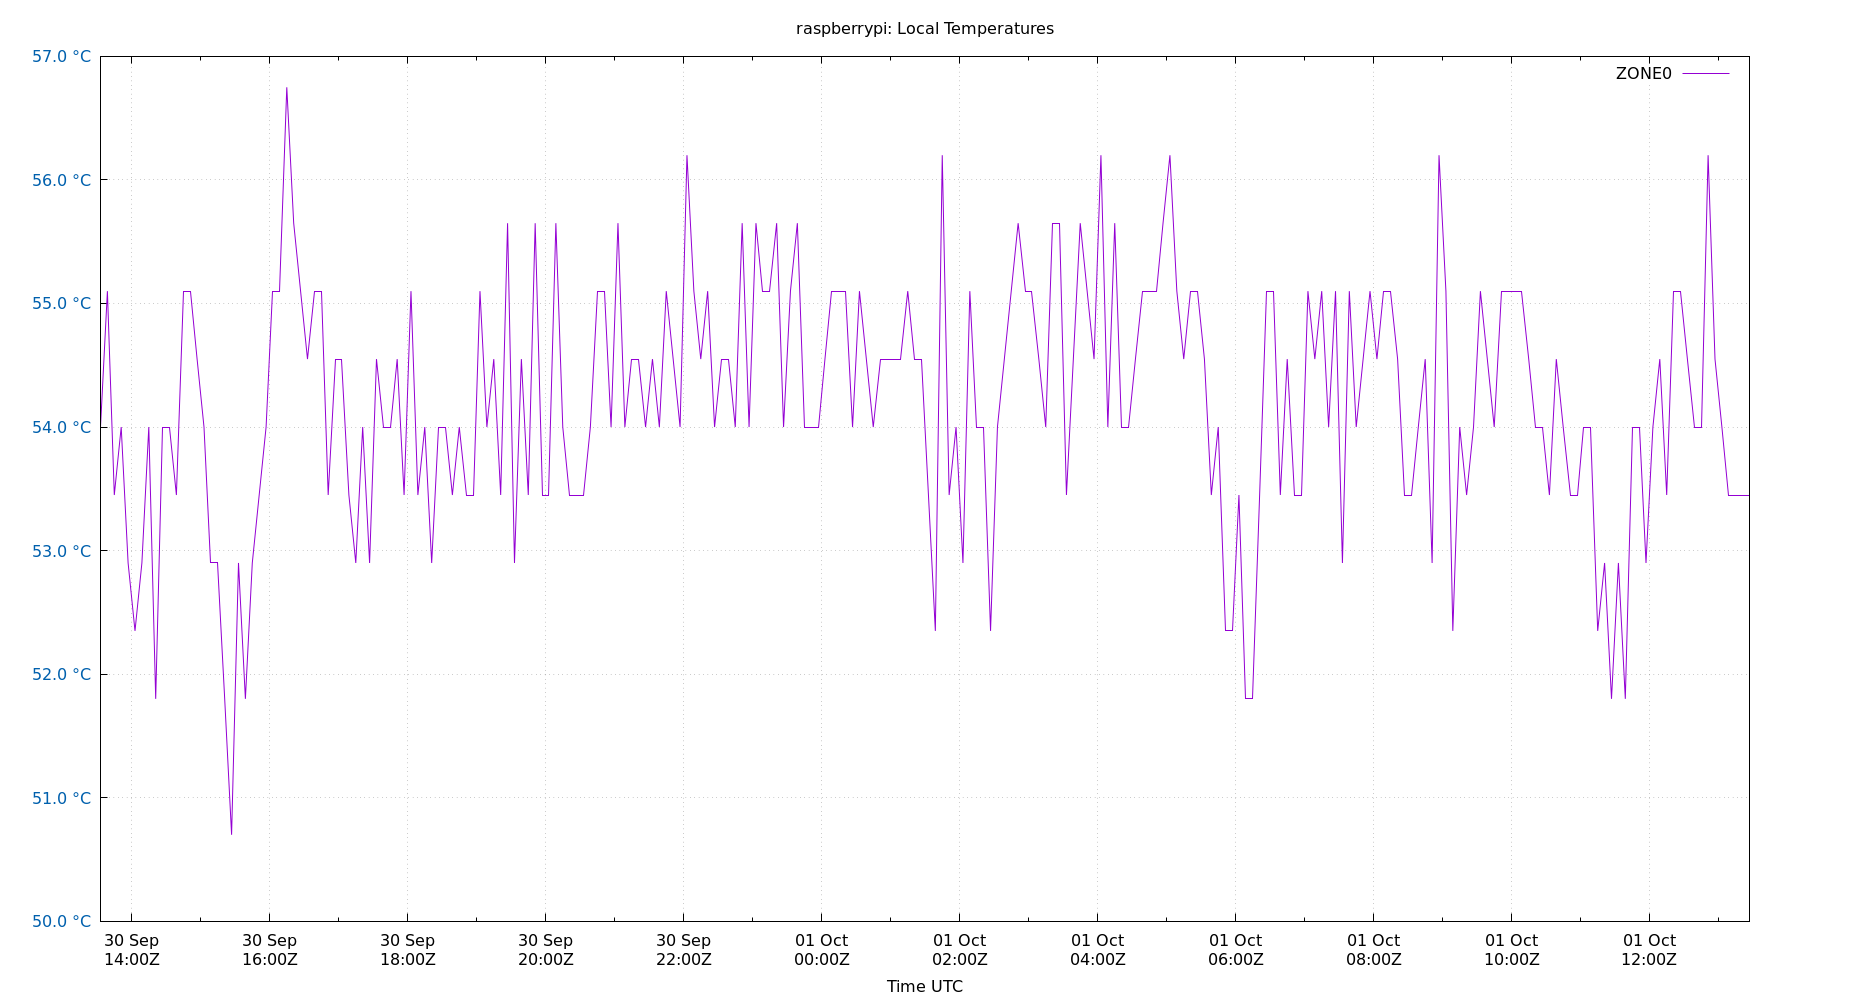 raspberrypi: Local Temperatures
57.0 °C
ZONE0
56.0 °C
55.0 °C
54.0 °C
53.0 °C
52.0 °C
51.0 °C
50.0 °C
30 Sep 30 Sep 30 Sep 30 Sep 30 Sep 01 Oct 01 Oct 01 Oct 01 Oct 01 Oct 01 Oct 01 Oct
14:00Z 16:00Z 18:00Z 20:00Z 22:00Z 00:00Z 02:00Z 04:00Z 06:00Z 08:00Z 10:00Z 12:00Z
Time UTC